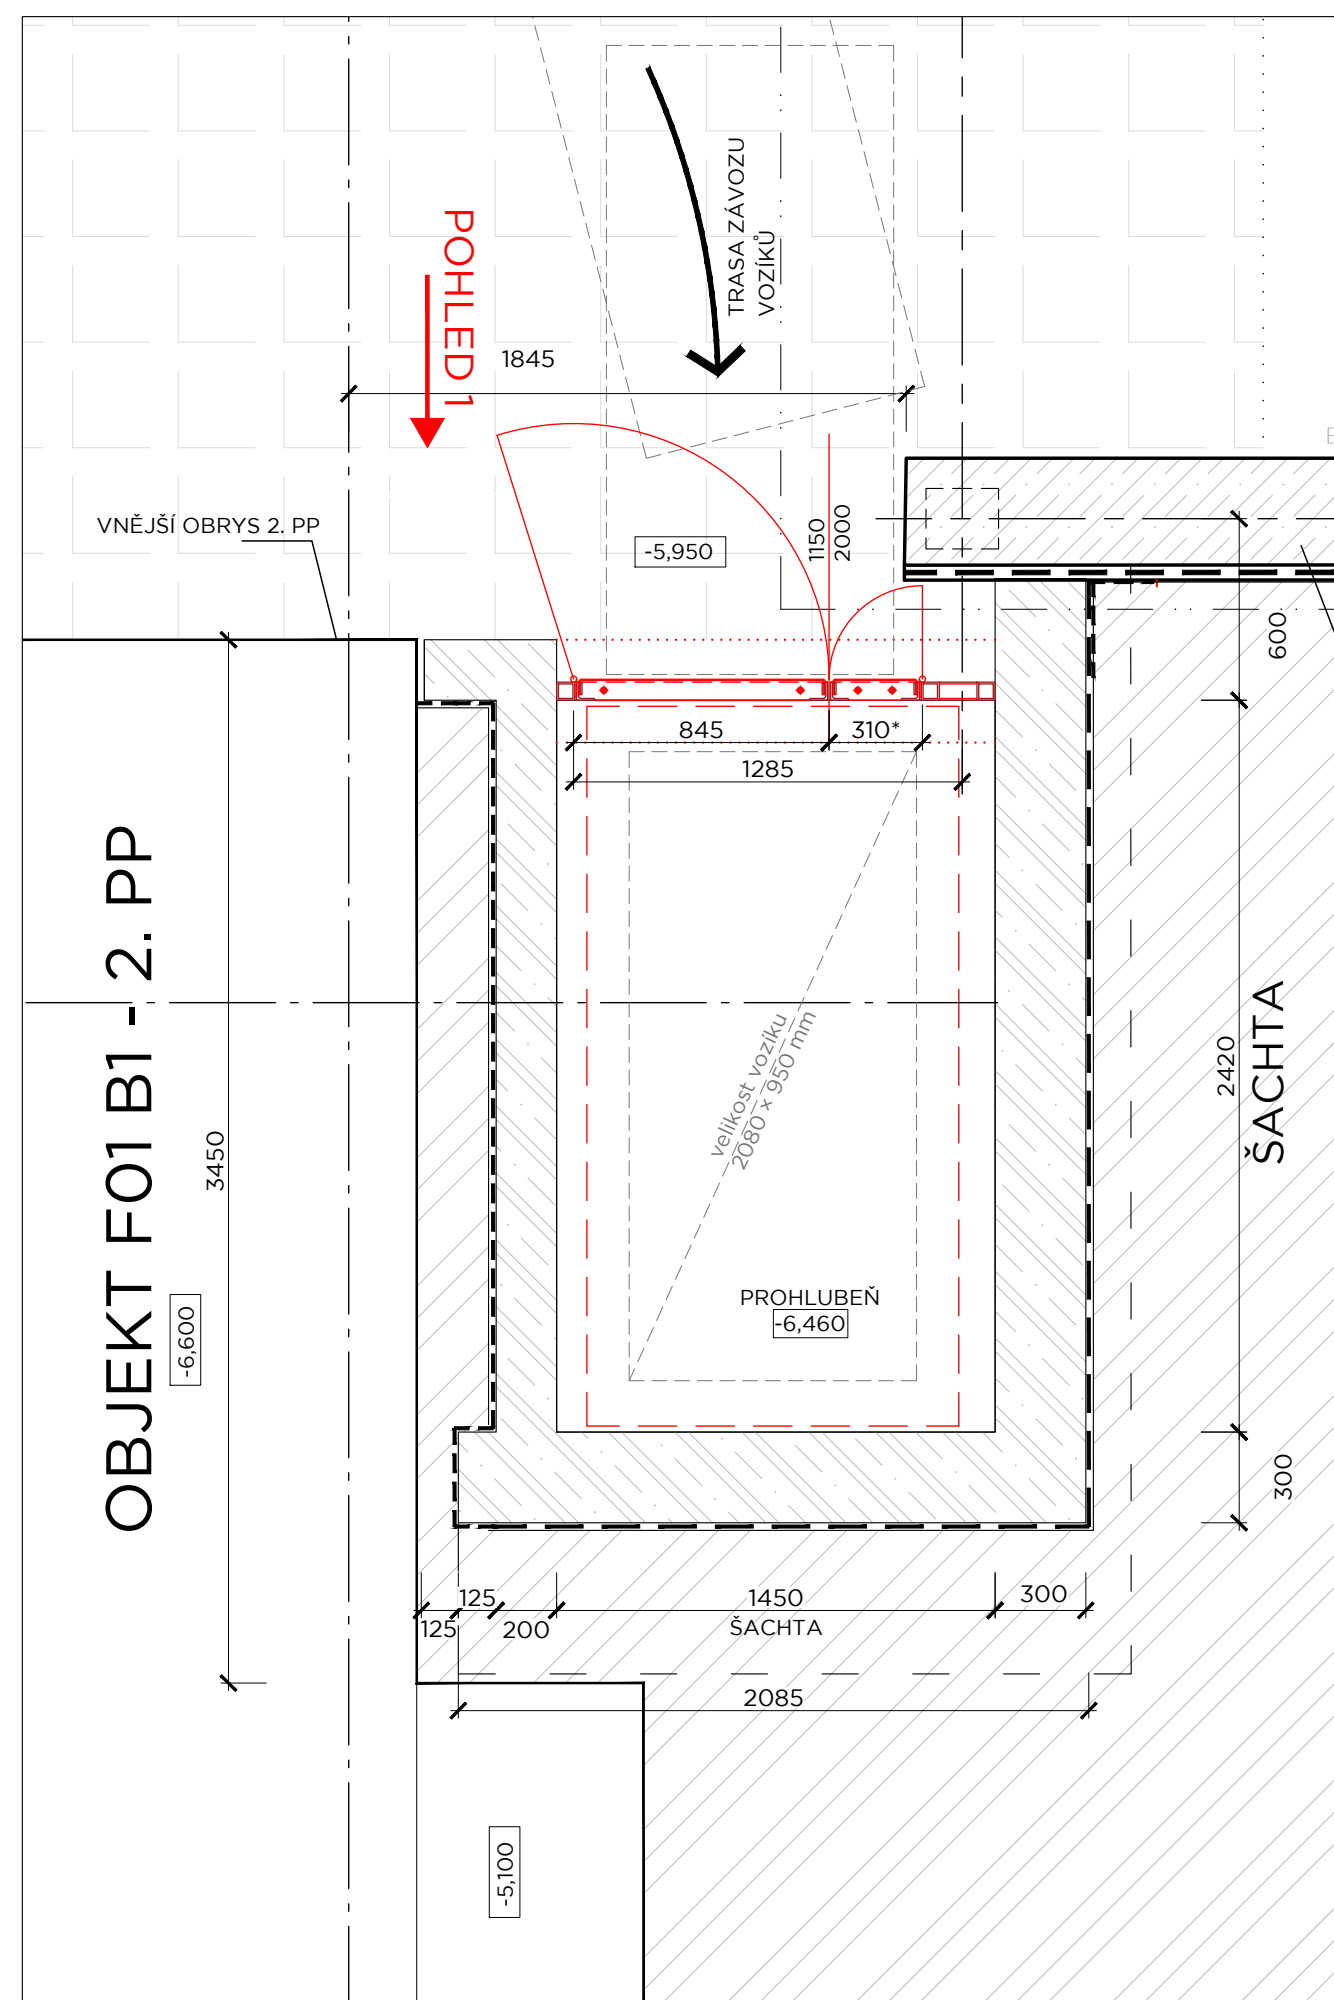 TRASA ZÁVOZU
VOZÍKŮ
POHLED 1
1845
VNĚJŠÍ OBRYS 2. PP
-5,950
1150
2000
600
845
310*
1285
OBJEKT F01 B1 - 2. PP
velikost vozíku
2080 × 950 mm
2420
ŠACHTA
3450
-6,600
PROHLUBEŇ
-6,460
300
125
125
200
1450
ŠACHTA
300
2085
-5,100